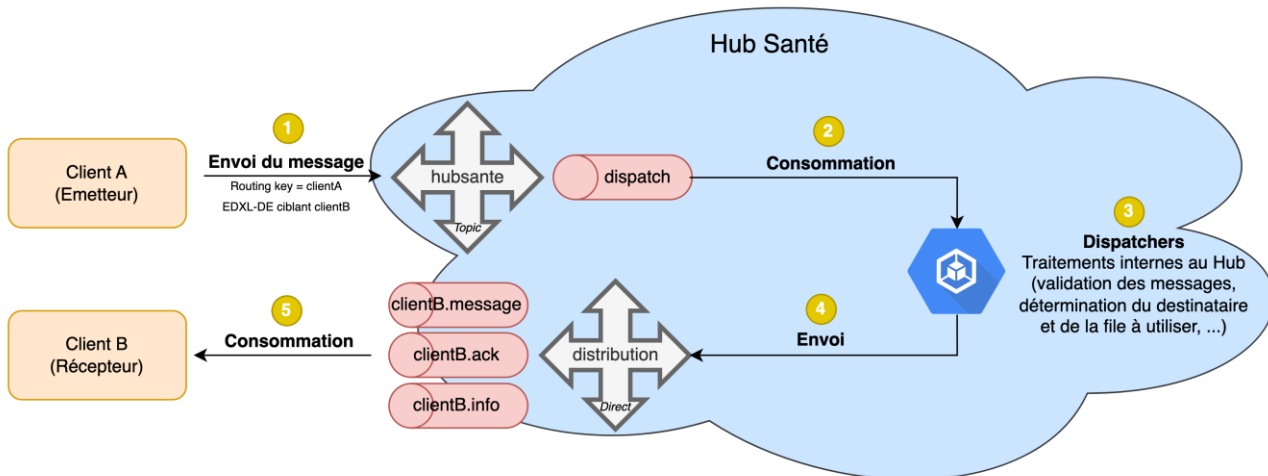 Hub Santé
1
Envoi du message
Routing key = clientA
EDXL-DE ciblant clientB
Client A
(Emetteur)
hubsante
Topic
dispatch
2
Consommation
3
Dispatchers
Traitements internes au Hub
(validation des messages,
détermination du destinataire
et de la file à utiliser, ...)
4
Envoi
distribution
Direct
clientB.message
clientB.ack
clientB.info
5
Consommation
Client B
(Récepteur)